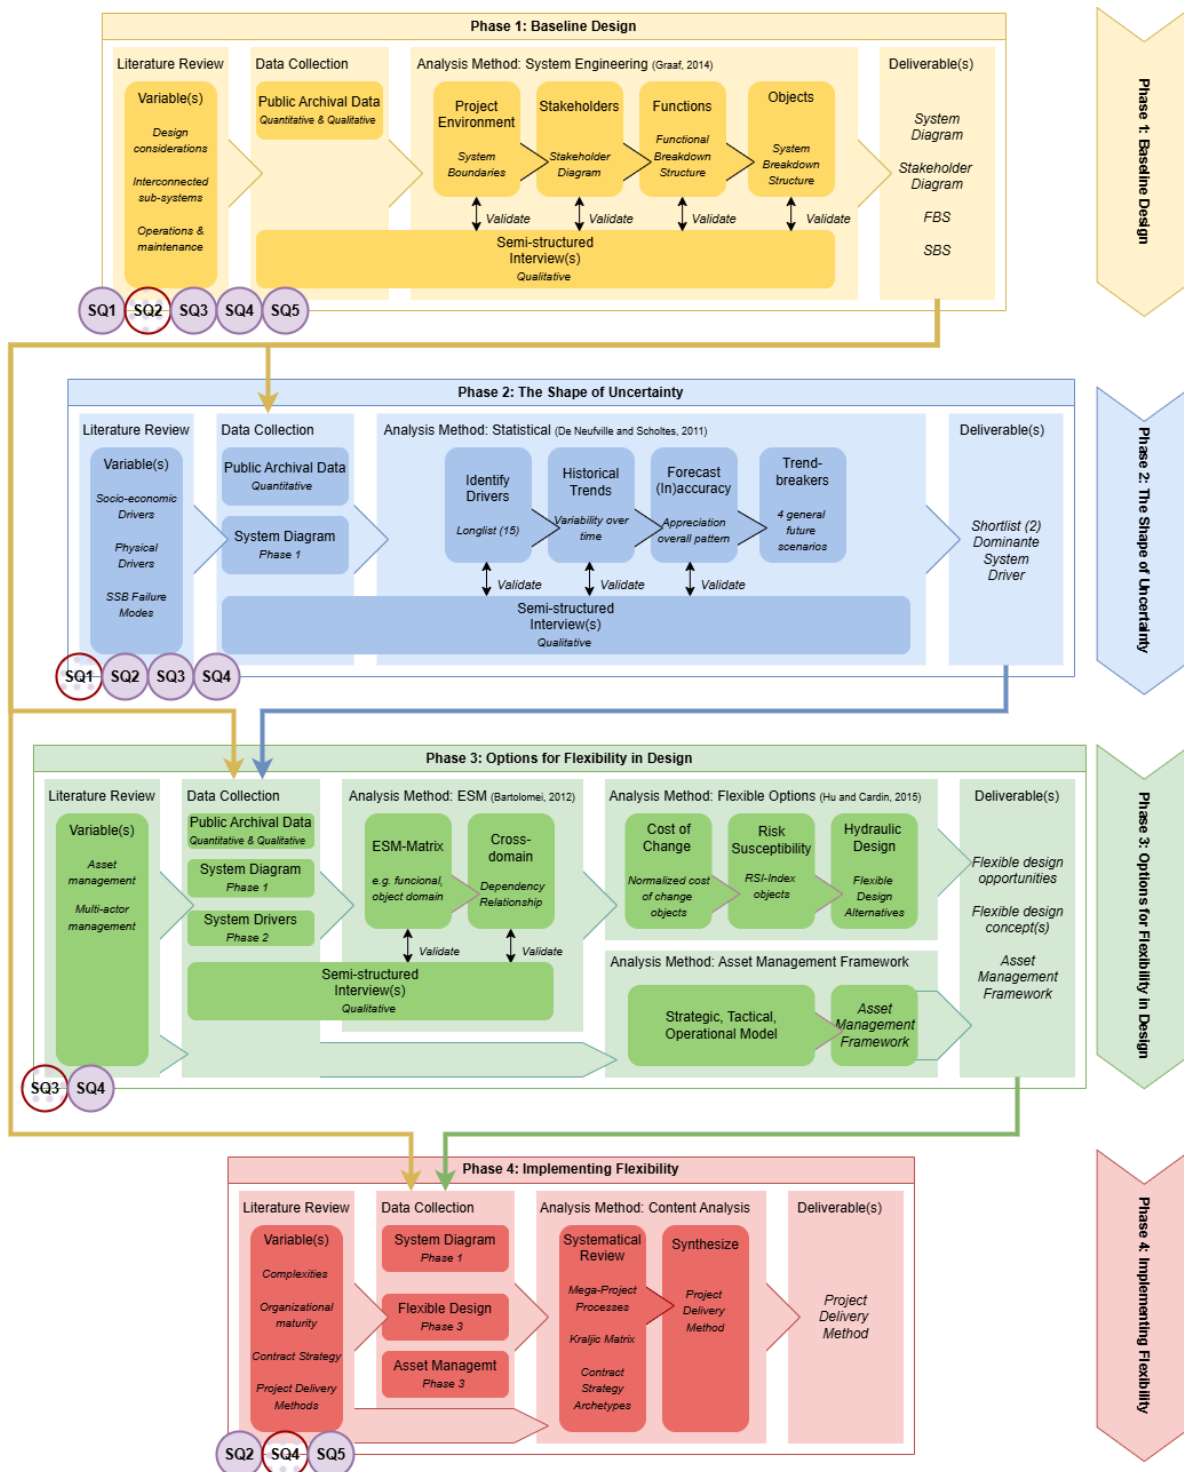 Phase 1: Baseline Design
Literature Review
Variable(s)
Design
considerations
Interconnected
sub-systems
Operations &
maintenance
Data Collection
Public Archival Data
Quantitative & Qualitative
Analysis Method: System Engineering (Graaf, 2014)
Project
Environment
System
Boundaries
Stakeholders
Stakeholder
Diagram
Functions
Functional
Breakdown
Structure
Objects
System
Breakdown
Structure
Validate
Validate
Validate
Validate
Semi-structured
Interview(s)
Qualitative
Deliverable(s)
System
Diagram
Stakeholder
Diagram
FBS
SBS
SQ1
SQ2
SQ3
SQ4
SQ5
Phase 1: Baseline Design
Phase 2: The Shape of Uncertainty
Literature Review
Variable(s)
Socio-economic
Drivers
Physical
Drivers
SSB Failure
Modes
Data Collection
Public Archival Data
Quantitative
System Diagram
Phase 1
Analysis Method: Statistical (De Neufville and Scholtes, 2011)
Identify
Drivers
Longlist (15)
Historical
Trends
Variability over
time
Forecast
(In)accuracy
Appreciation
overall pattern
Trend-
breakers
4 general
future
scenarios
Validate
Validate
Validate
Semi-structured
Interview(s)
Qualitative
Deliverable(s)
Shortlist (2)
Dominante
System
Driver
SQ1
SQ2
SQ3
SQ4
Phase 2: The Shape of Uncertainty
Phase 3: Options for Flexibility in Design
Literature Review
Variable(s)
Asset
management
Multi-actor
management
Data Collection
Public Archival Data
Quantitative & Qualitative
System Diagram
Phase 1
System Drivers
Phase 2
Analysis Method: ESM (Bartolomei, 2012)
ESM-Matrix
e.g. funcional,
object domain
Cross-
domain
Dependency
Relationship
Validate
Validate
Semi-structured
Interview(s)
Qualitative
Analysis Method: Flexible Options (Hu and Cardin, 2015)
Cost of
Change
Normalized cost
of change
objects
Risk
Susceptibility
RSI-Index
objects
Hydraulic
Design
Flexible
Design
Alternatives
Analysis Method: Asset Management Framework
Strategic, Tactical,
Operational Model
Asset
Management
Framework
Deliverable(s)
Flexible design
opportunities
Flexible design
concept(s)
Asset
Management
Framework
SQ3
SQ4
Phase 3: Options for Flexibility in Design
Phase 4: Implementing Flexibility
Literature Review
Variable(s)
Complexities
Organizational
maturity
Contract Strategy
Project Delivery
Methods
Data Collection
System Diagram
Phase 1
Flexible Design
Phase 3
Asset Managemt
Phase 3
Analysis Method: Content Analysis
Systematical
Review
Mega-Project
Processes
Kraljic Matrix
Contract
Strategy
Archetypes
Synthesize
Project
Delivery
Method
Deliverable(s)
Project
Delivery
Method
SQ2
SQ4
SQ5
Phase 4: Implementing Flexibility